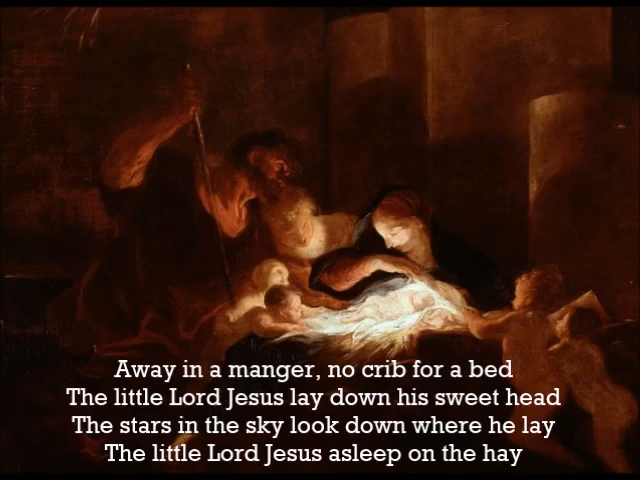 Away in a manger, no crib for a bed
The little Lord Jesus lay down his sweet head
The stars in the sky look down where he lay
The little Lord Jesus asleep on the hay